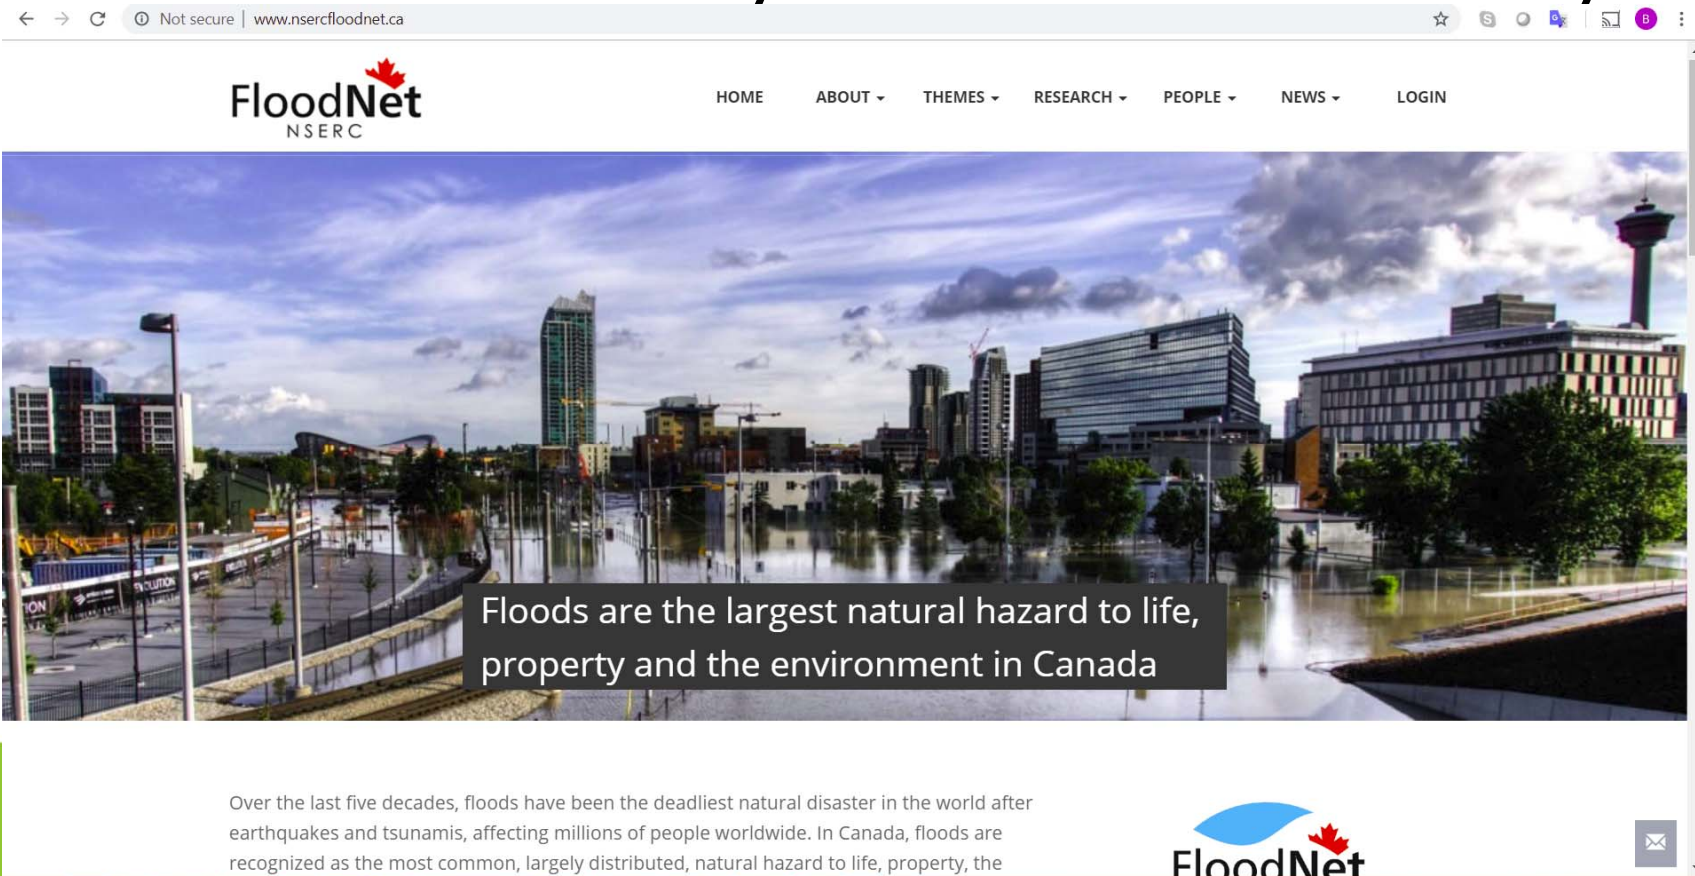 Not secure | www.nsercfloodnet.ca
B
FloodNet
NSERC
HOME ABOUT THEMES RESEARCH PEOPLE NEWS LOGIN
Floods are the largest natural hazard to life,
property and the environment in Canada
Over the last five decades, floods have been the deadliest natural disaster in the world after
earthquakes and tsunamis, affecting millions of people worldwide. In Canada, floods are
recognized as the most common, largely distributed, natural hazard to life, property, the
FloodNet